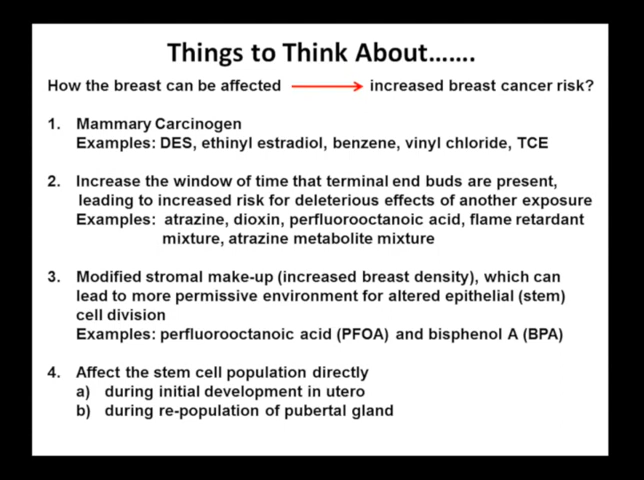 Things to Think About.......
How the breast can be affected increased breast cancer risk?
1. Mammary Carcinogen
Examples: DES, ethinyl estradiol, benzene, vinyl chloride, TCE
2. Increase the window of time that terminal end buds are present,
leading to increased risk for deleterious effects of another exposure
Examples: atrazine, dioxin, perfluorooctanoic acid, flame retardant
mixture, atrazine metabolite mixture
3. Modified stromal make-up (increased breast density), which can
lead to more permissive environment for altered epithelial (stem)
cell division
Examples: perfluorooctanoic acid (PFOA) and bisphenol A (BPA)
4. Affect the stem cell population directly
a) during initial development in utero
b) during re-population of pubertal gland